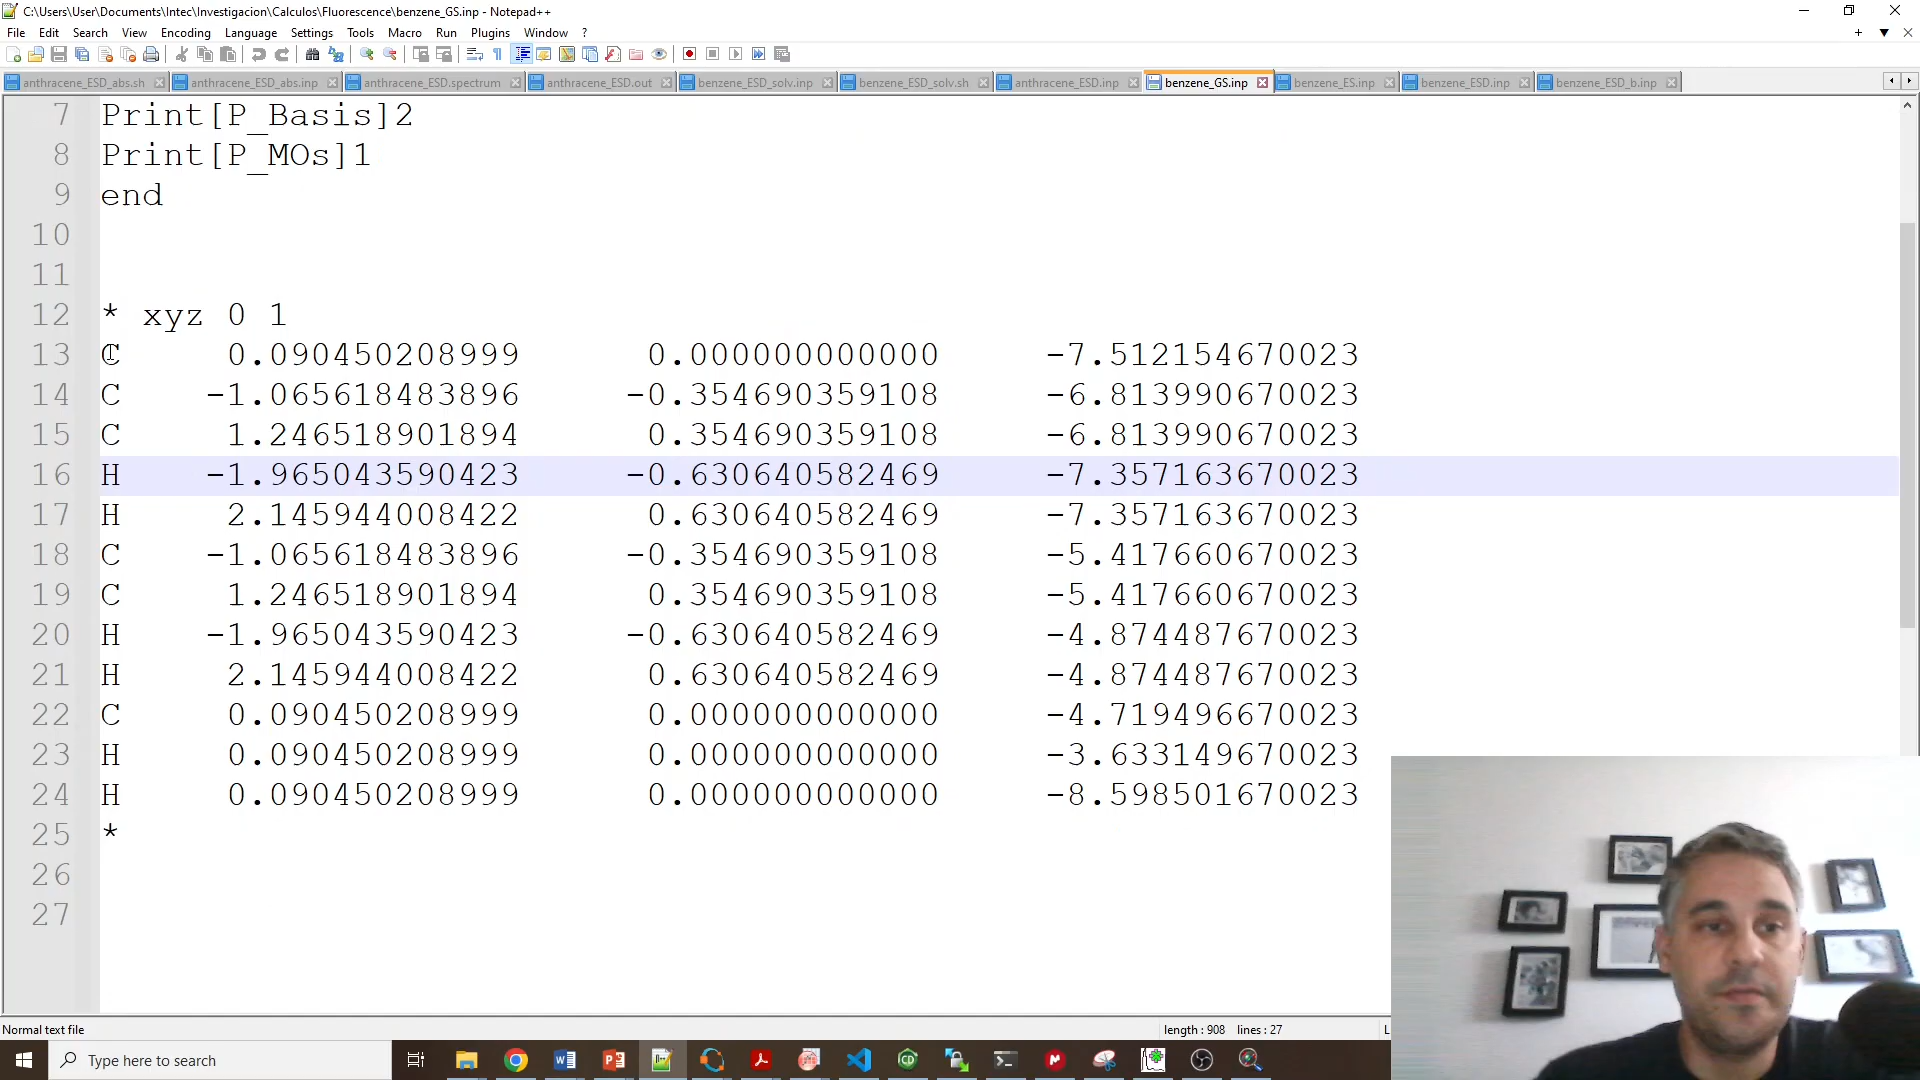 C:\Users\User\Documents\Intec\Investigacion\Calculos\Fluorescence\benzene_GS.inp - Notepad++
File Edit Search View Encoding Language Settings Tools Macro Run Plugins Window ?
anthracene_ESD_abs.sh anthracene_ESD_abs.inp anthracene_ESD.spectrum anthracene_ESD.out benzene_ESD_solv.inp benzene_ESD_solv.sh anthracene_ESD.inp benzene_GS.inp benzene_ES.inp benzene_ESD.inp benzene_ESD_b.inp
7 Print[P_Basis]2
8 Print[P_MOs]1
9 end
10
11
12 * xyz 0 1
13 C 0.090450208999 0.000000000000 -7.512154670023
14 C -1.065618483896 -0.354690359108 -6.813990670023
15 C 1.246518901894 0.354690359108 -6.813990670023
16 H -1.965043590423 -0.630640582469 -7.357163670023
17 H 2.145944008422 0.630640582469 -7.357163670023
18 C -1.065618483896 -0.354690359108 -5.417660670023
19 C 1.246518901894 0.354690359108 -5.417660670023
20 H -1.965043590423 -0.630640582469 -4.874487670023
21 H 2.145944008422 0.630640582469 -4.874487670023
22 C 0.090450208999 0.000000000000 -4.719496670023
23 H 0.090450208999 0.000000000000 -3.633149670023
24 H 0.090450208999 0.000000000000 -8.598501670023
25 *
26
27
Normal text file length : 908 lines : 27 L
Type here to search